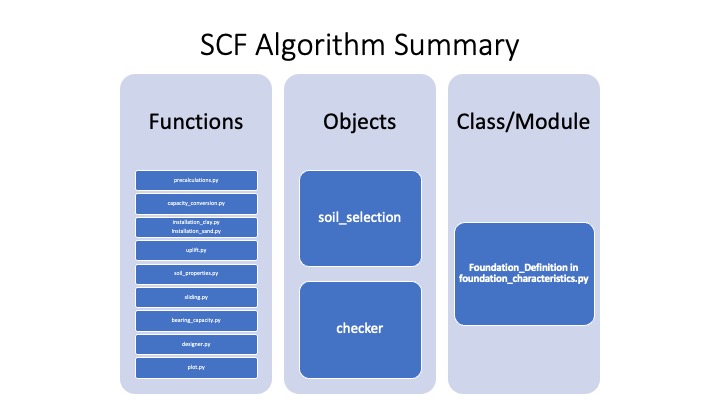 SCF Algorithm Summary
Functions
precalculations.py
capacity_conversion.py
installation_clay.py
Installation_sand.py
uplift.py
soil_properties.py
sliding.py
bearing_capacity.py
designer.py
plot.py
Objects
soil_selection
checker
Class/Module
Foundation_Definition in
foundation_characteristics.py